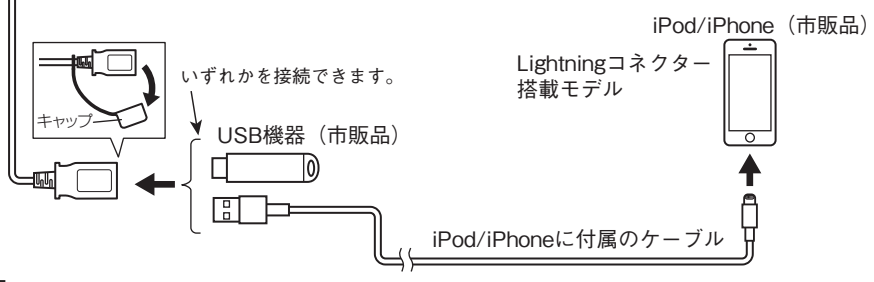 iPod/iPhone（市販品）
Lightningコネクター
搭載モデル
いずれかを接続できます。
キャップ
USB機器（市販品）
iPod/iPhoneに付属のケーブル